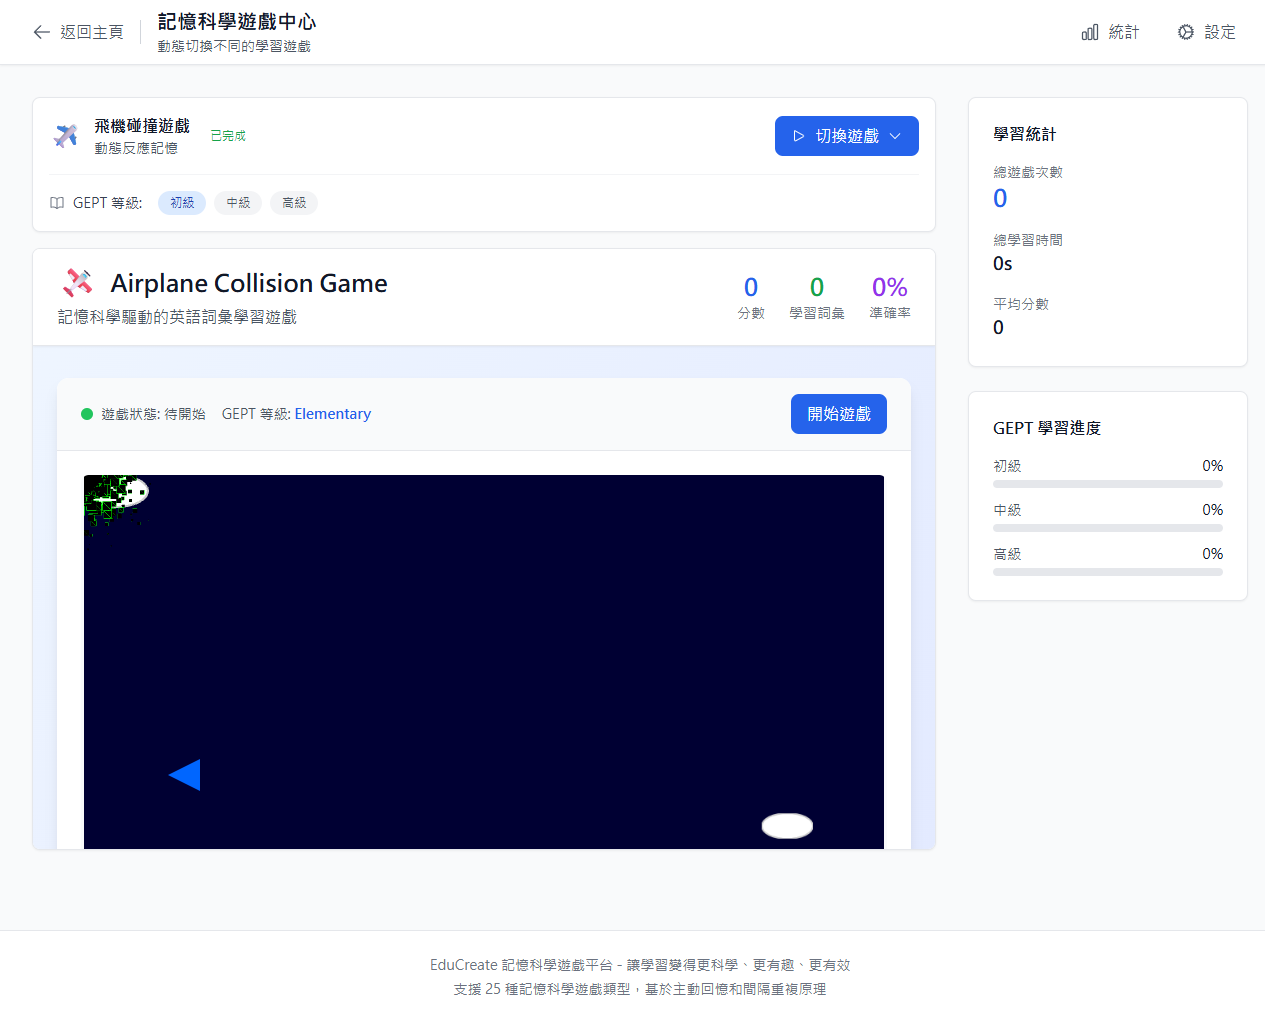 返回主頁
記憶科學遊戲中心
動態切換不同的學習遊戲
統計
設定
飛機碰撞遊戲
動態反應記憶
已完成
切換遊戲
GEPT 等級:
初級
中級
高級
Airplane Collision Game
記憶科學驅動的英語詞彙學習遊戲
0
分數
0
學習詞彙
0%
準確率
遊戲狀態: 待開始
GEPT 等級: Elementary
開始遊戲
學習統計
總遊戲次數
0
總學習時間
0s
平均分數
0
GEPT 學習進度
初級 0%
中級 0%
高級 0%
EduCreate 記憶科學遊戲平台 - 讓學習變得更科學、更有趣、更有效
支援 25 種記憶科學遊戲類型，基於主動回憶和間隔重複原理